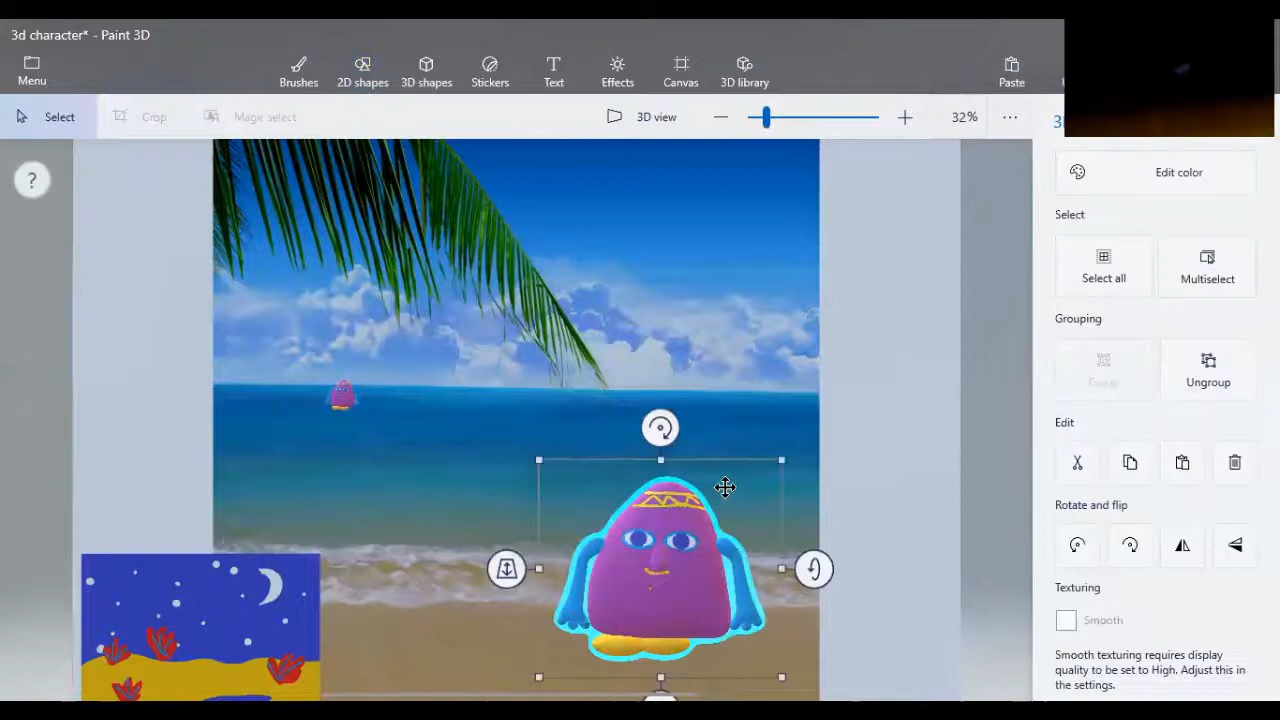 3d character* - Paint 3D
Menu
Brushes
2D shapes
3D shapes
Stickers
Text
Effects
Canvas
3D library
Paste
Select
Crop
Magic select
3D view
32%
?
Edit color
Select
Select all
Multiselect
Grouping
Group
Ungroup
Edit
Rotate and flip
Texturing
Smooth
Smooth texturing requires display
quality to be set to High. Adjust this in
the settings.